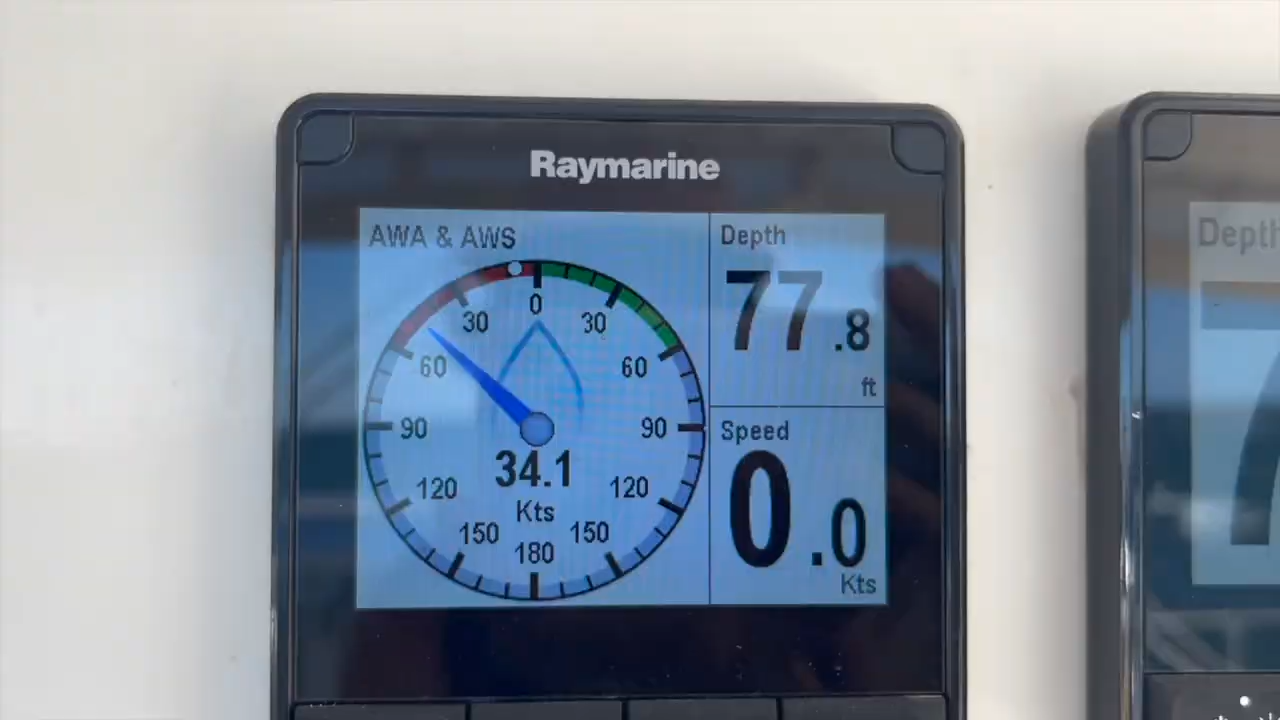 Raymarine
AWA & AWS
0
30
30
60
60
90
90
120
120
150
150
180
34.1
Kts
Depth
77.8
ft
Speed
0.0
Kts
Depth